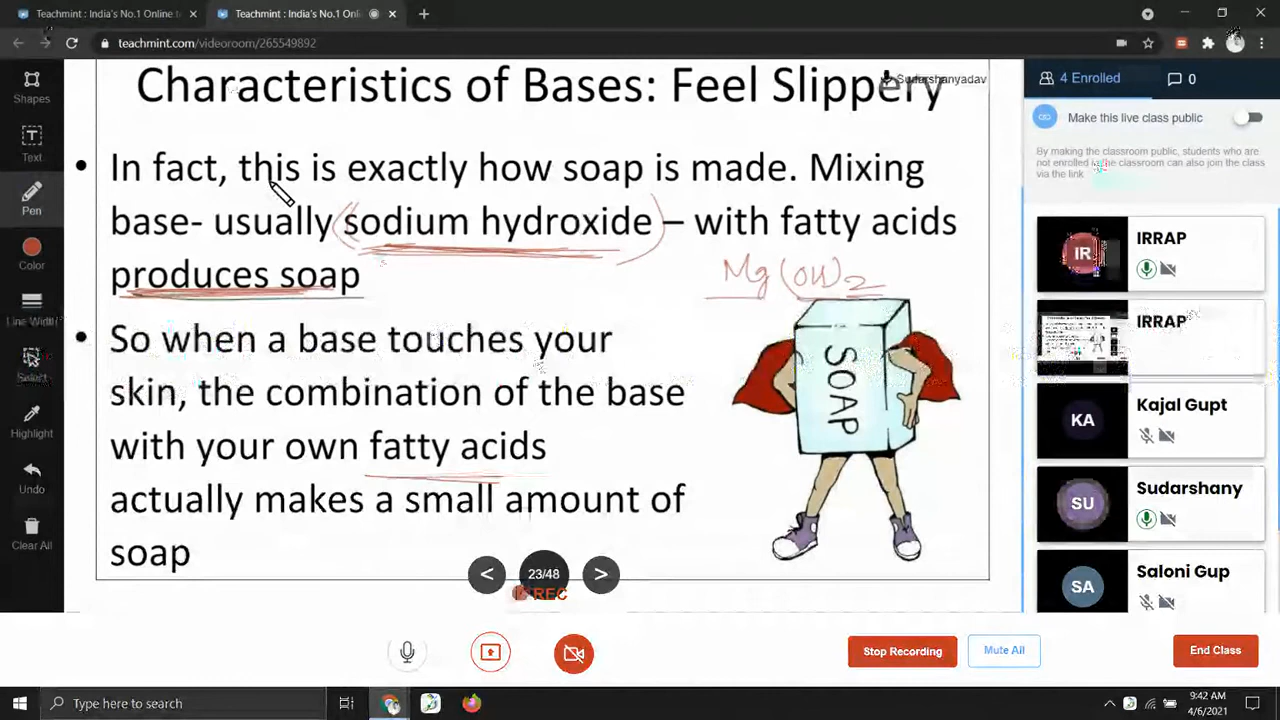 Teachmint : India's No.1 Online t
Teachmint : India's No.1 Onli
teachmint.com/videoroom/265549892
Shapes
Text
Pen
Color
Line Width
Select
Highlight
Undo
Clear All
Characteristics of Bases: Feel Slippery
Sudarshanyadav
• In fact, this is exactly how soap is made. Mixing
base- usually sodium hydroxide – with fatty acids
produces soap
Mg(OH)2
• So when a base touches your
skin, the combination of the base
with your own fatty acids
actually makes a small amount of
soap
SOAP
< 23/48 >
REC
4 Enrolled
0
Make this live class public
By making the classroom public, students who are
not enrolled in the classroom can also join the class
via the link
IR
IRRAP
IRRAP
KA
Kajal Gupt
SU
Sudarshany
SA
Saloni Gup
Stop Recording
Mute All
End Class
Type here to search
9:42 AM
4/6/2021